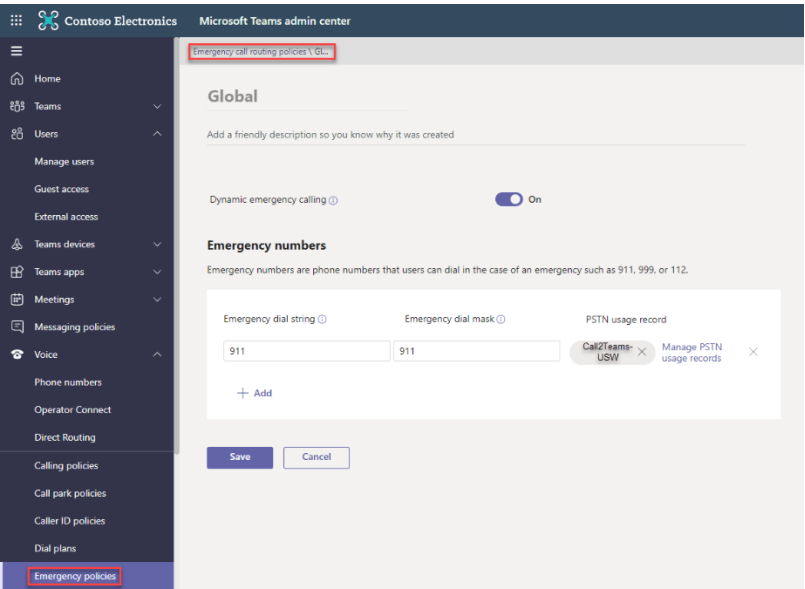 Contoso Electronics
Microsoft Teams admin center
Emergency call routing policies \ Gl...
Home
Teams
Users
Manage users
Guest access
External access
Teams devices
Teams apps
Meetings
Messaging policies
Voice
Phone numbers
Operator Connect
Direct Routing
Calling policies
Call park policies
Caller ID policies
Dial plans
Emergency policies
Global
Add a friendly description so you know why it was created
Dynamic emergency calling
On
Emergency numbers
Emergency numbers are phone numbers that users can dial in the case of an emergency such as 911, 999, or 112.
Emergency dial string
Emergency dial mask
PSTN usage record
911
911
Call2Teams-
USW
Manage PSTN
usage records
+ Add
Save
Cancel